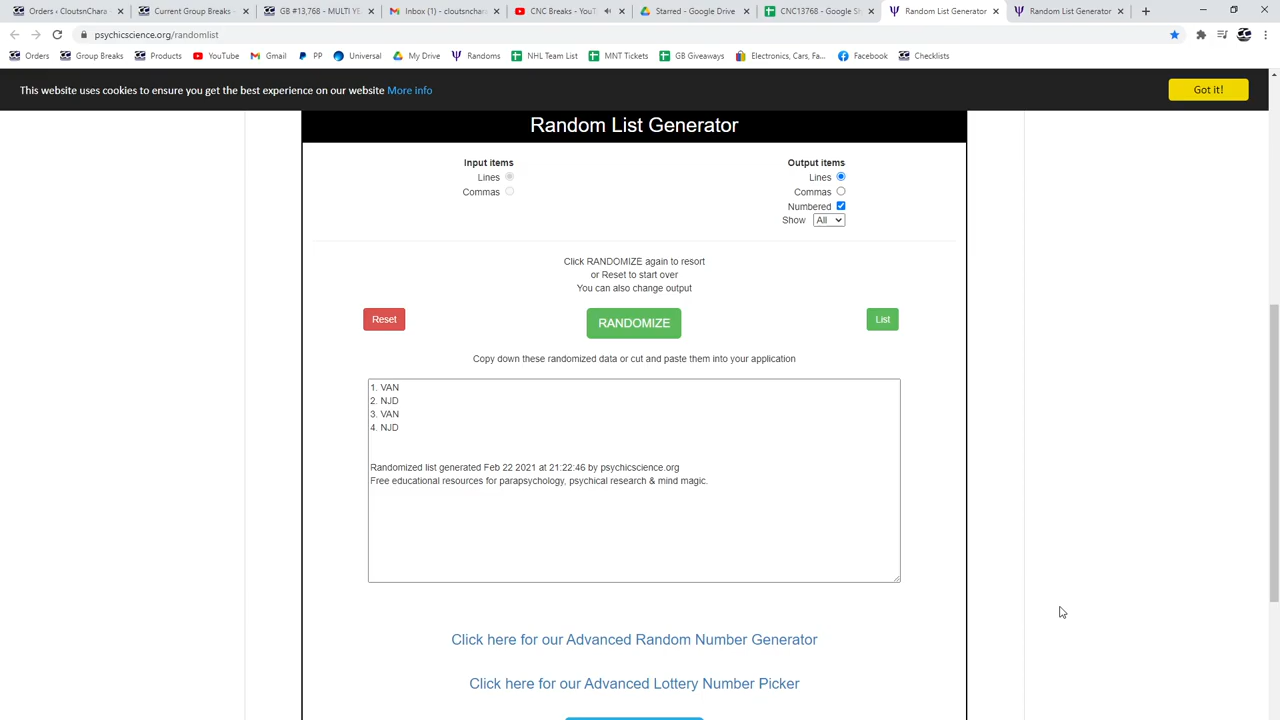 Orders ‹ CloutsnChara
Current Group Breaks –
GB #13,768 - MULTI YE
Inbox (1) – cloutsnchare
CNC Breaks - YouT
Starred - Google Drive
CNC13768 - Google Sh
Random List Generator
Random List Generator
psychicscience.org/randomlist
Orders
Group Breaks
Products
YouTube
Gmail
PP
Universal
My Drive
Randoms
NHL Team List
MNT Tickets
GB Giveaways
Electronics, Cars, Fa...
Facebook
Checklists
This website uses cookies to ensure you get the best experience on our website More info
Got it!
Random List Generator
Input items
Lines
Commas
Output items
Lines
Commas
Numbered
Show All
Click RANDOMIZE again to resort
or Reset to start over
You can also change output
Reset
RANDOMIZE
List
Copy down these randomized data or cut and paste them into your application
1. VAN
2. NJD
3. VAN
4. NJD
Randomized list generated Feb 22 2021 at 21:22:46 by psychicscience.org
Free educational resources for parapsychology, psychical research & mind magic.
Click here for our Advanced Random Number Generator
Click here for our Advanced Lottery Number Picker